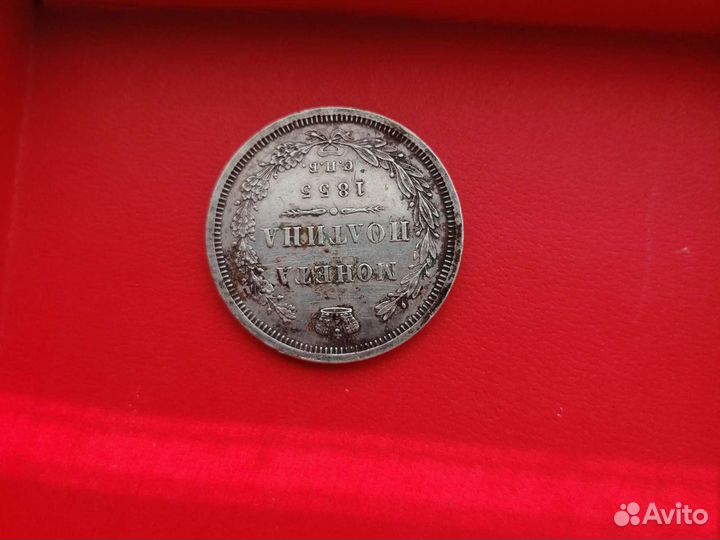 МОНЕТА
ПОЛТИНА
1855
С.П.Б.
Avito